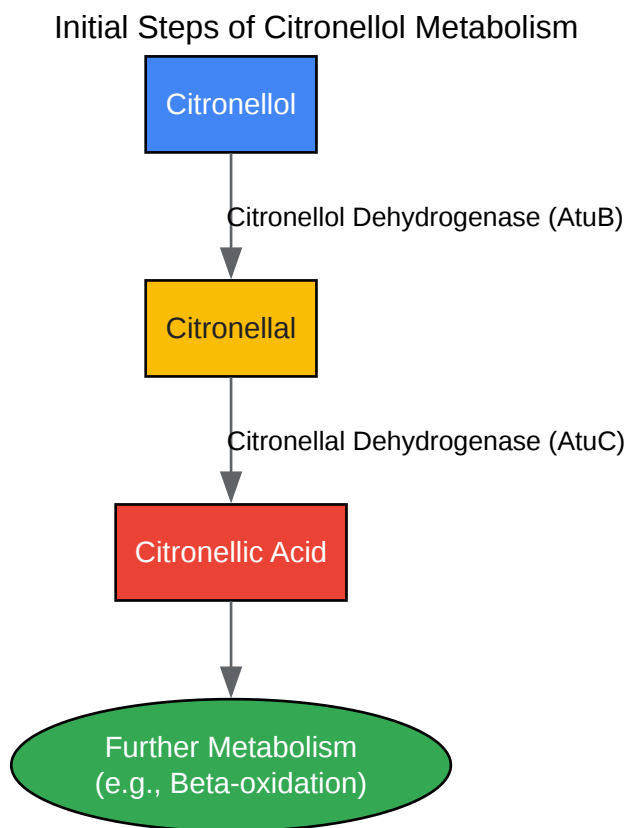 Initial Steps of Citronellol Metabolism
Citronellol
Citronellol Dehydrogenase (AtuB)
Citronellal
Citronellal Dehydrogenase (AtuC)
Citronellic Acid
Further Metabolism
(e.g., Beta-oxidation)